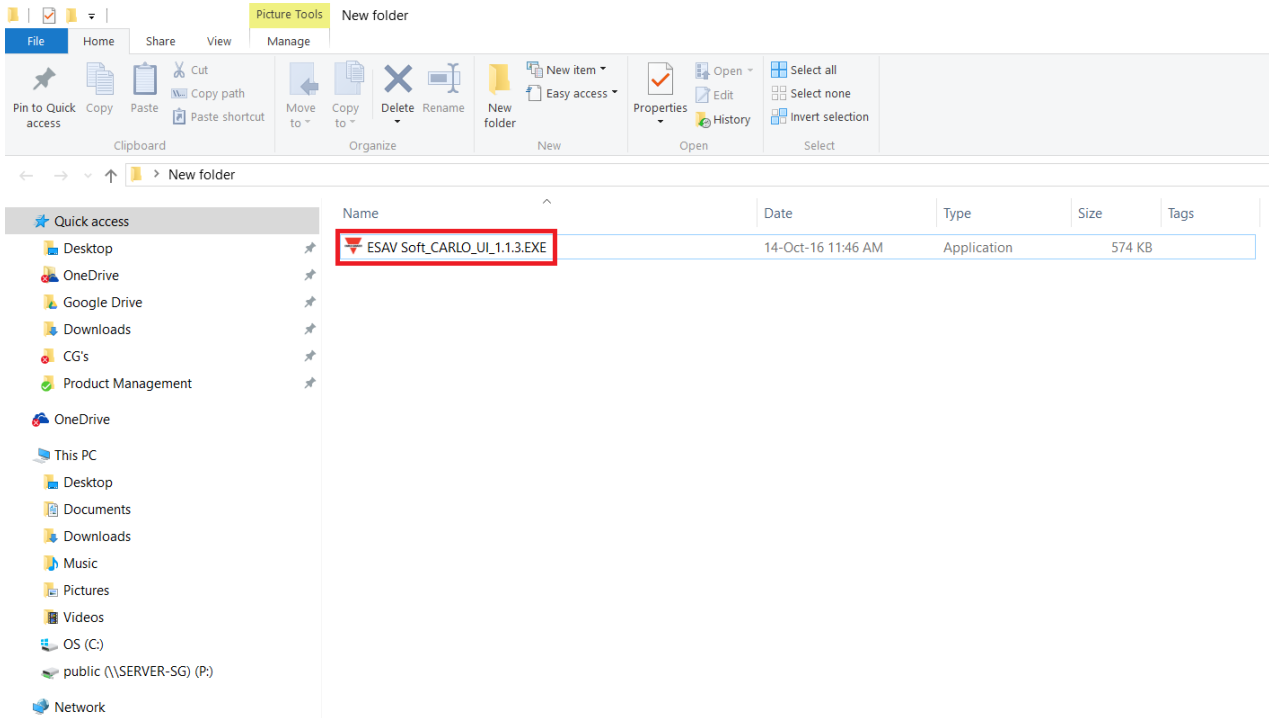 Picture Tools
New folder
File
Home
Share
View
Manage
Pin to Quick
access
Copy
Paste
Cut
Copy path
Paste shortcut
Clipboard
Move
to
Copy
to
Delete
Rename
Organize
New
folder
New item
Easy access
New
Properties
Open
Edit
History
Open
Select all
Select none
Invert selection
Select
New folder
Quick access
Desktop
OneDrive
Google Drive
Downloads
CG's
Product Management
OneDrive
This PC
Desktop
Documents
Downloads
Music
Pictures
Videos
OS (C:)
public (\\SERVER-SG) (P:)
Network
Name
Date
Type
Size
Tags
ESAV Soft_CARLO_UI_1.1.3.EXE
14-Oct-16 11:46 AM
Application
574 KB